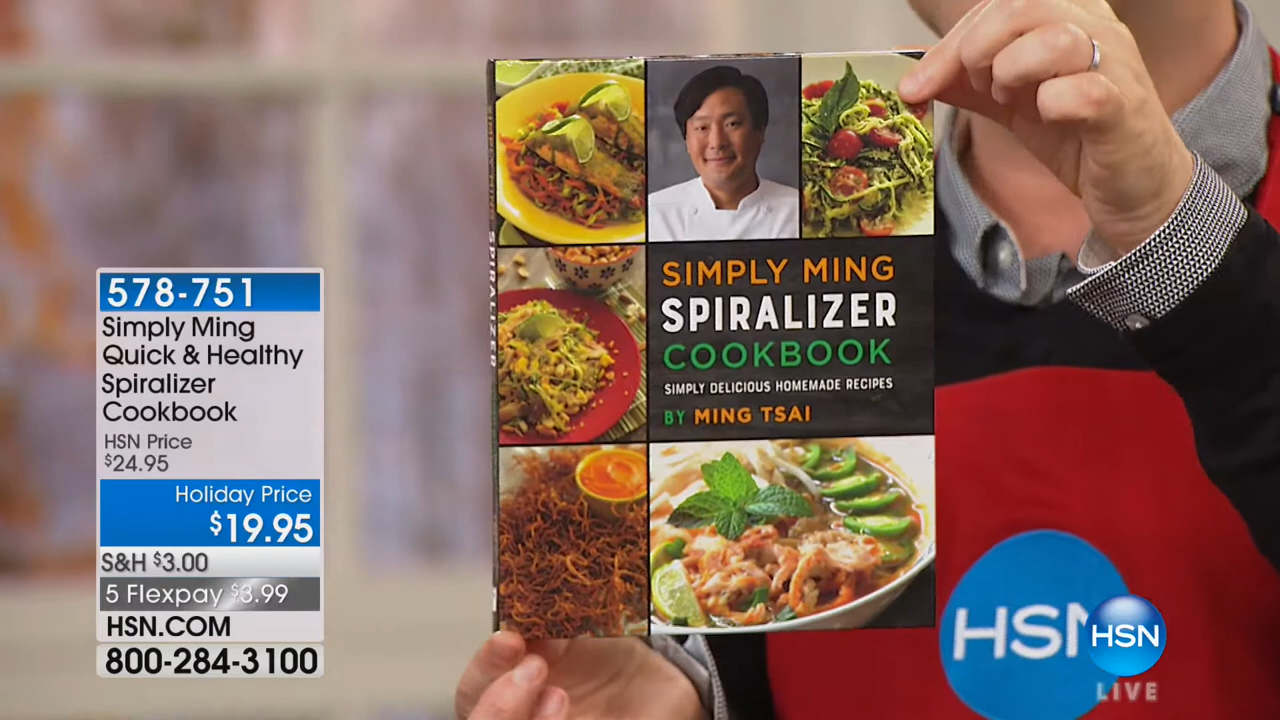 578-751
Simply Ming
Quick & Healthy
Spiralizer
Cookbook
HSN Price
$24.95
Holiday Price
$19.95
S&H $3.00
5 Flexpay $3.99
HSN.COM
800-284-3100
SPIRALIZER
SIMPLY MING
SPIRALIZER
COOKBOOK
SIMPLY DELICIOUS HOMEMADE RECIPES
BY MING TSAI
HSN
HSN
LIVE